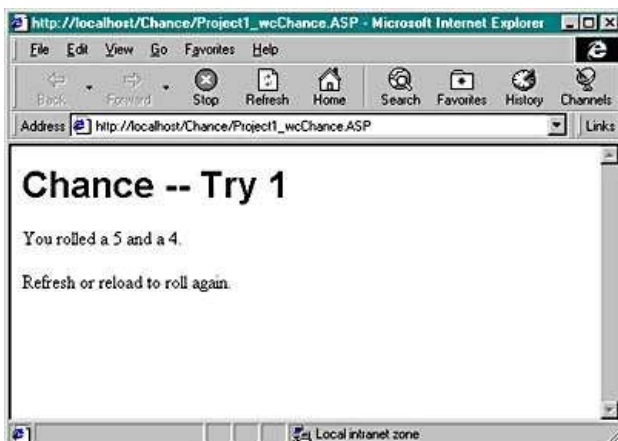 http://localhost/Chance/Project1_wcChance.ASP - Microsoft Internet Explorer
File Edit View Go Favorites Help
Back Forward Stop Refresh Home Search Favorites History Channels
Address http://localhost/Chance/Project1_wcChance.ASP Links
Chance -- Try 1
You rolled a 5 and a 4.
Refresh or reload to roll again.
Local intranet zone